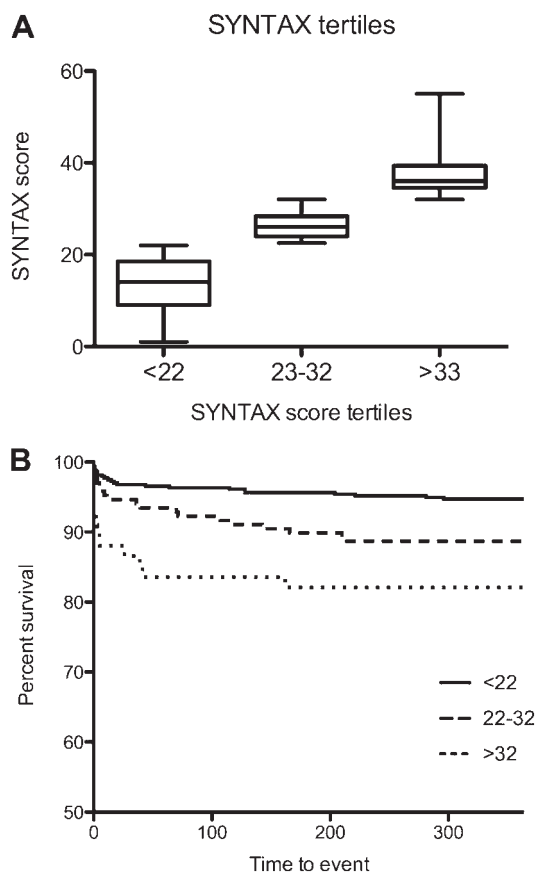 A
SYNTAX tertiles
SYNTAX score
60
40
20
0
<22
23-32
>33
SYNTAX score tertiles
B
Percent survival
100
90
80
70
60
50
<22
22-32
>32
0
100
200
300
Time to event